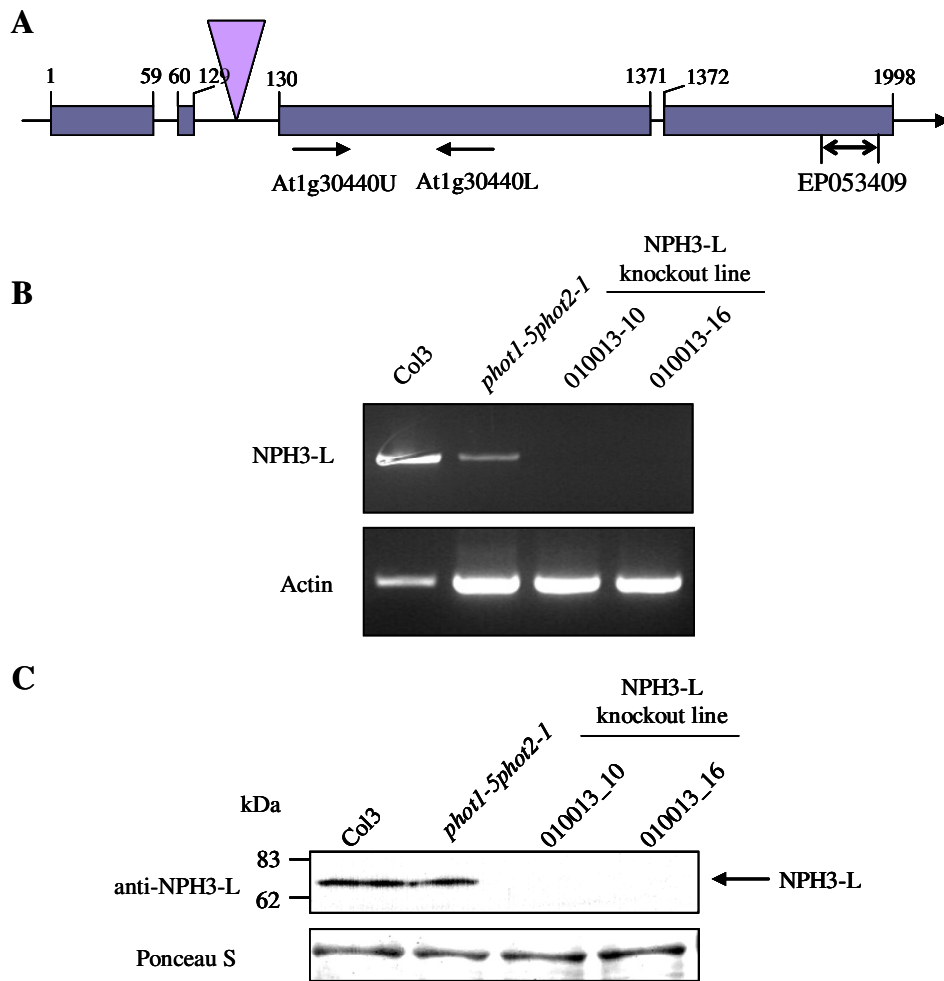 A
1 59 60 129 130 1371 1372 1998
At1g30440U At1g30440L EP053409
B
NPH3-L
knockout line
Col3 phot1-5phot2-1 010013-10 010013-16
NPH3-L
Actin
C
NPH3-L
knockout line
kDa Col3 phot1-5phot2-1 010013_10 010013_16
83
anti-NPH3-L NPH3-L
62
Ponceau S